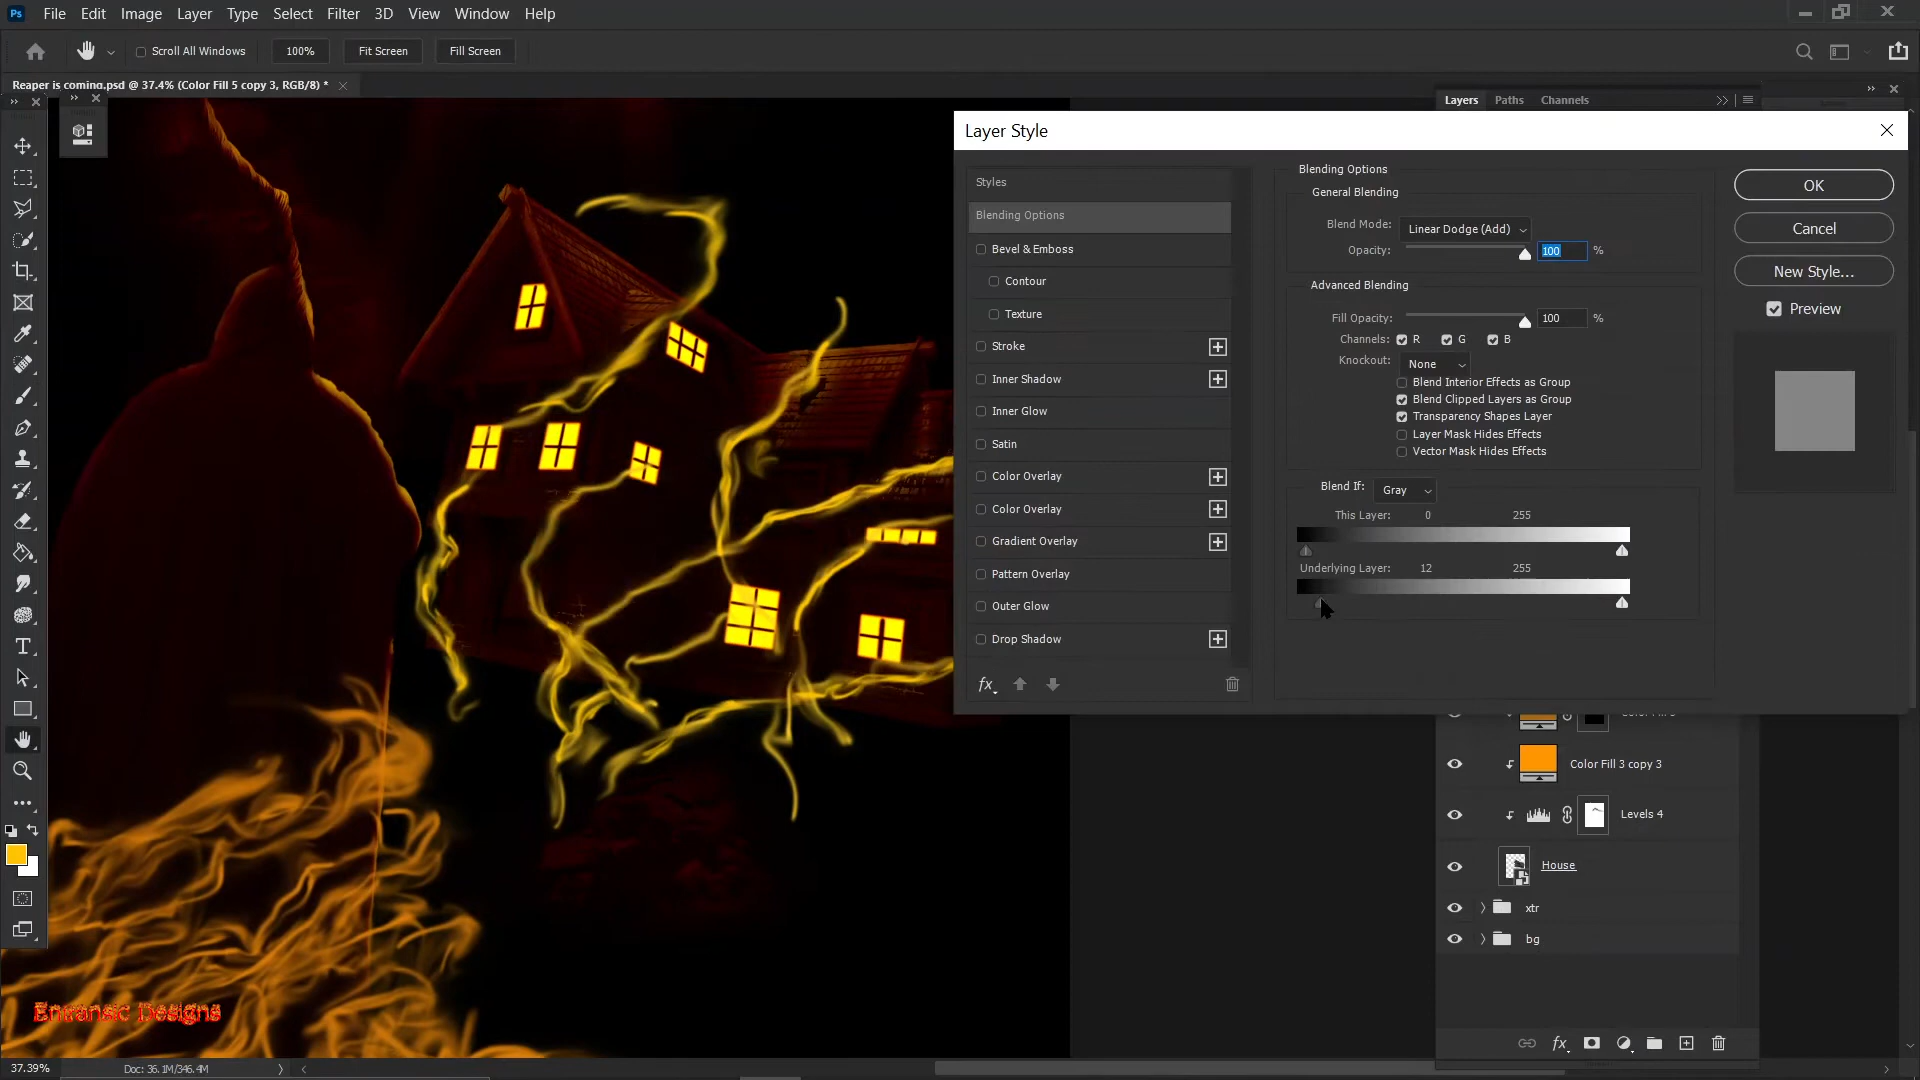 Ps File Edit Image Layer Type Select Filter 3D View Window Help
Scroll All Windows 100% Fit Screen Fill Screen
Reaper is coming.psd @ 37.4% (Color Fill 5 copy 3, RGB/8) *
Layers Paths Channels
Layer Style
Styles
Blending Options
Bevel & Emboss
Contour
Texture
Stroke
Inner Shadow
Inner Glow
Satin
Color Overlay
Color Overlay
Gradient Overlay
Pattern Overlay
Outer Glow
Drop Shadow
fx
Blending Options
General Blending
Blend Mode: Linear Dodge (Add)
Opacity: 100 %
Advanced Blending
Fill Opacity: 100 %
Channels: R G B
Knockout: None
Blend Interior Effects as Group
Blend Clipped Layers as Group
Transparency Shapes Layer
Layer Mask Hides Effects
Vector Mask Hides Effects
Blend If: Gray
This Layer: 0 255
Underlying Layer: 12 255
OK
Cancel
New Style...
Preview
Color Fill 3 copy 3
Levels 4
House
xtr
bg
fx
Entransic Designs
37.39% Doc: 36.1M/346.4M